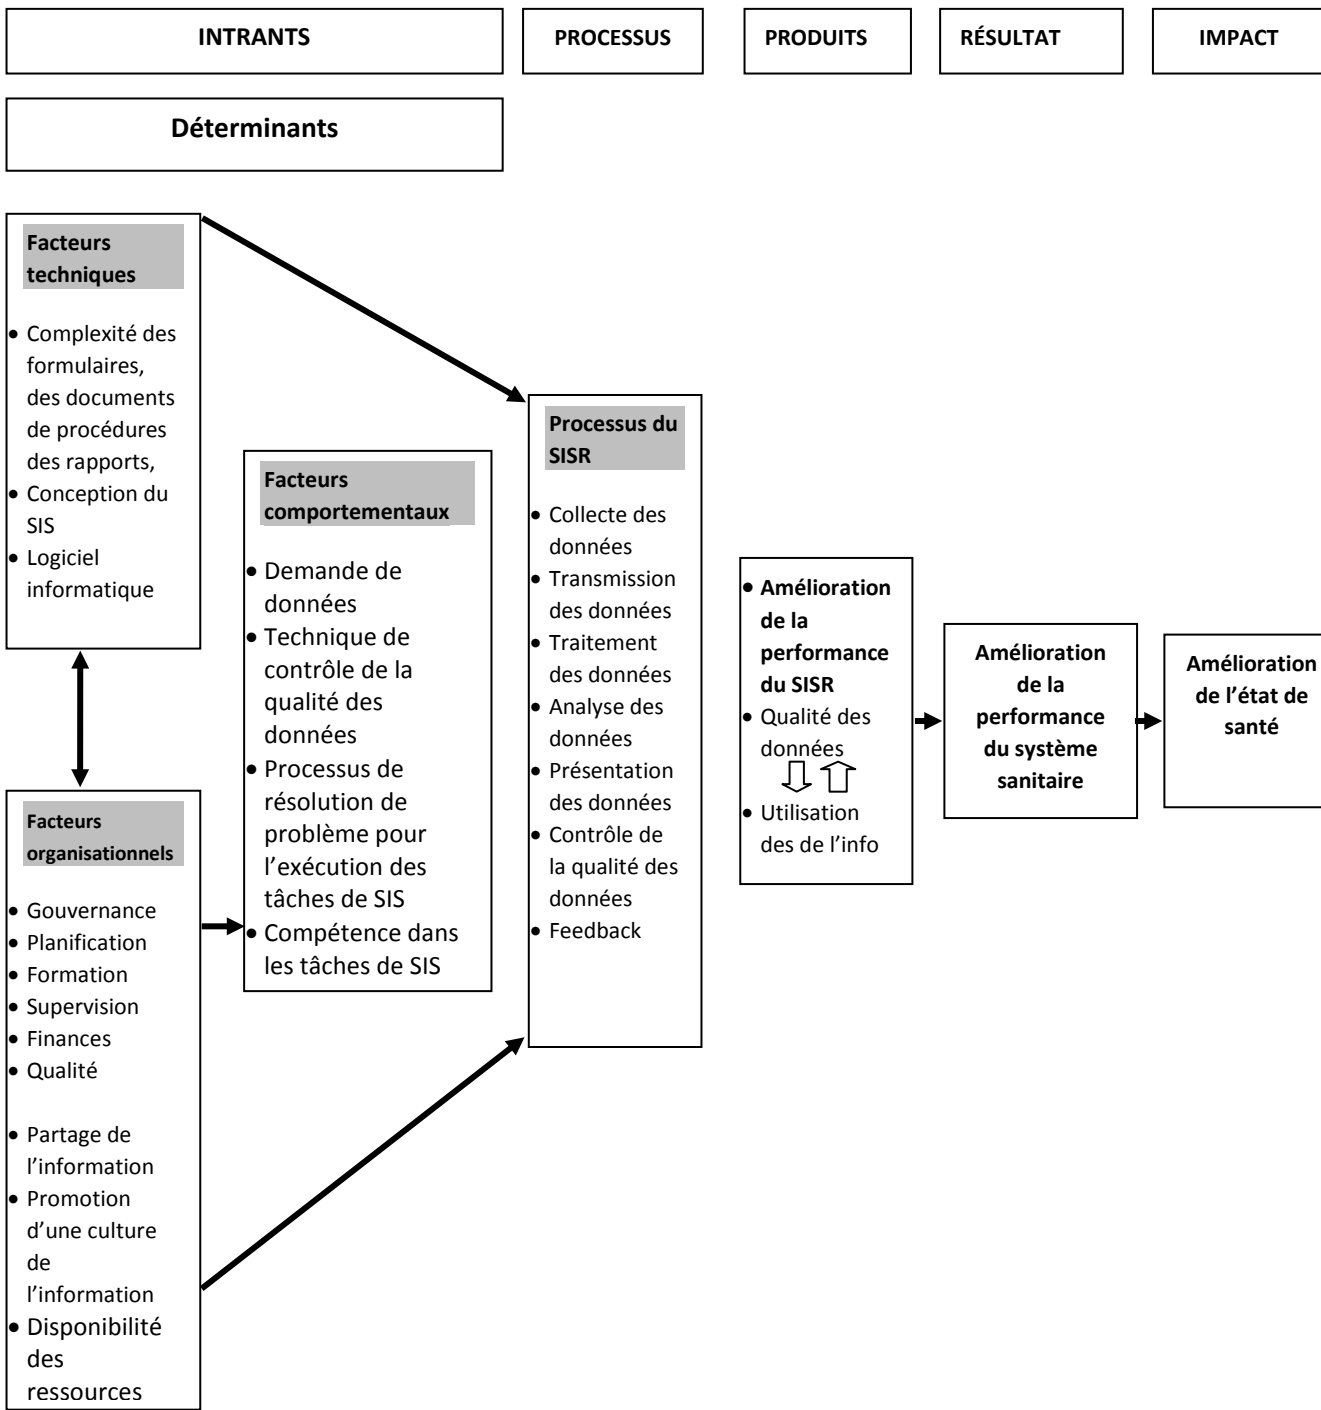 INTRANTS
PROCESSUS
PRODUITS
RÉSULTAT
IMPACT
Déterminants
Facteurs
techniques
• Complexité des
formulaires,
des documents
de procédures
des rapports,
• Conception du
SIS
• Logiciel
informatique
Facteurs
organisationnels
• Gouvernance
• Planification
• Formation
• Supervision
• Finances
• Qualité
• Partage de
l’information
• Promotion
d’une culture
de
l’information
• Disponibilité
des
ressources
Facteurs
comportementaux
• Demande de
données
• Technique de
contrôle de la
qualité des
données
• Processus de
résolution de
problème pour
l’exécution des
tâches de SIS
• Compétence dans
les tâches de SIS
Processus du
SISR
• Collecte des
données
• Transmission
des données
• Traitement
des données
• Analyse des
données
• Présentation
des données
• Contrôle de
la qualité des
données
• Feedback
• Amélioration
de la
performance
du SISR
• Qualité des
données
• Utilisation
des de l’info
Amélioration
de la
performance
du système
sanitaire
Amélioration
de l’état de
santé